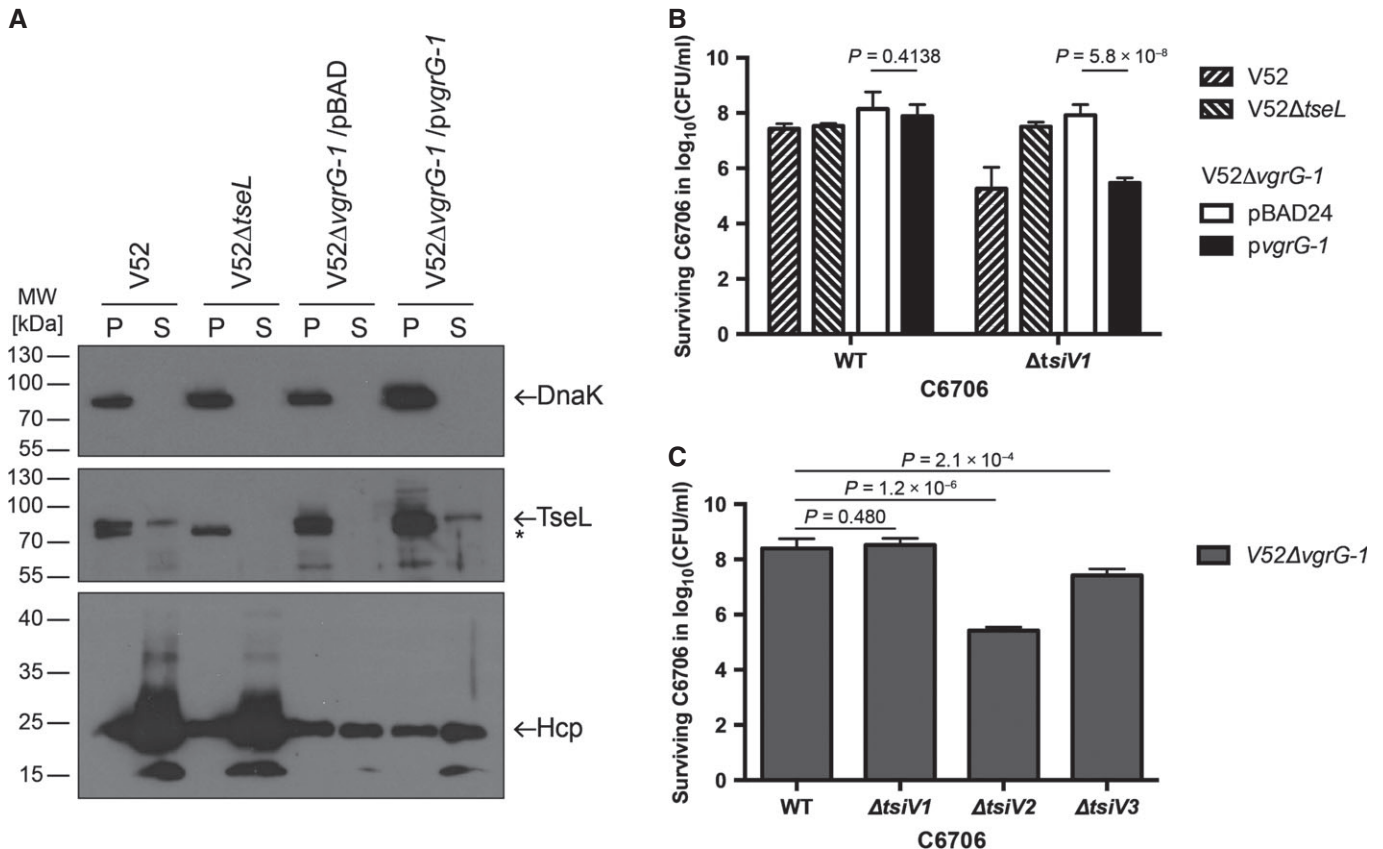 A
V52
V52ΔtseL
V52ΔvgrG-1 /pBAD
V52ΔvgrG-1 /pvgrG-1
MW
[kDa]
P S P S P S P S
130
100
70
55
←DnaK
130
100
70
55
←TseL
*
40
35
25
15
←Hcp
B
Surviving C6706 in log10(CFU/ml)
10
8
6
4
2
0
P = 0.4138
P = 5.8 × 10–8
WT
ΔtsiV1
C6706
V52
V52ΔtseL
V52ΔvgrG-1
pBAD24
pvgrG-1
C
Surviving C6706 in log10(CFU/ml)
10
8
6
4
2
0
P = 2.1 × 10–4
P = 1.2 × 10–6
P = 0.480
WT
ΔtsiV1
ΔtsiV2
ΔtsiV3
C6706
V52ΔvgrG-1